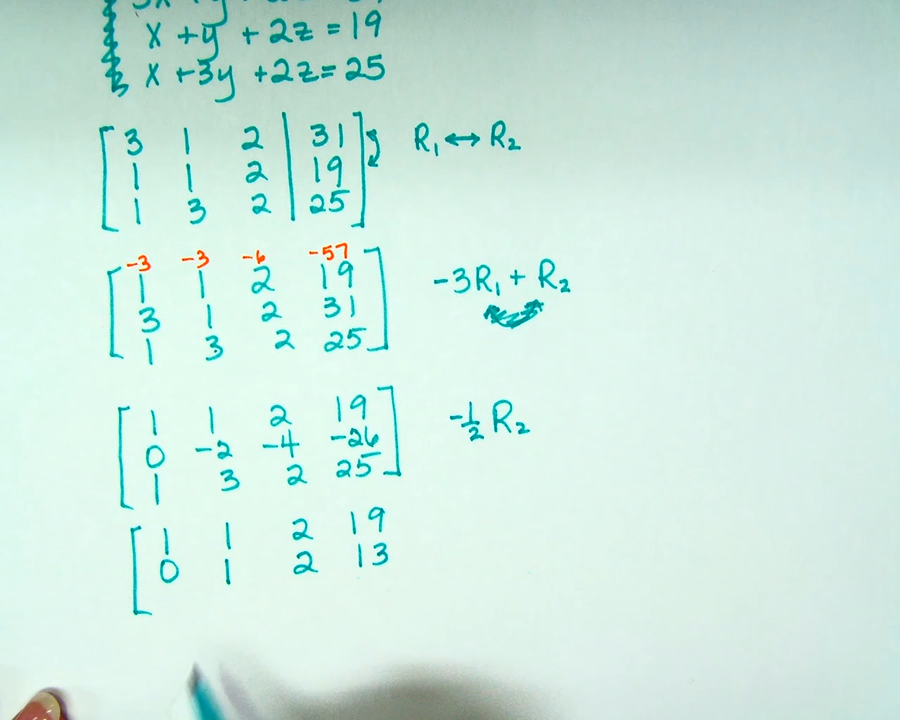 x + y + 2z = 19
x + 3y + 2z = 25
3 1 2 | 31 R₁ ↔ R₂
1 1 2 | 19
1 3 2 | 25
-3 -3 -6 -57
1 1 2 19 -3R₁ + R₂
3 1 2 31
1 3 2 25
1 1 2 19 -½ R₂
0 -2 -4 -26
1 3 2 25
1 1 2 19
0 1 2 13